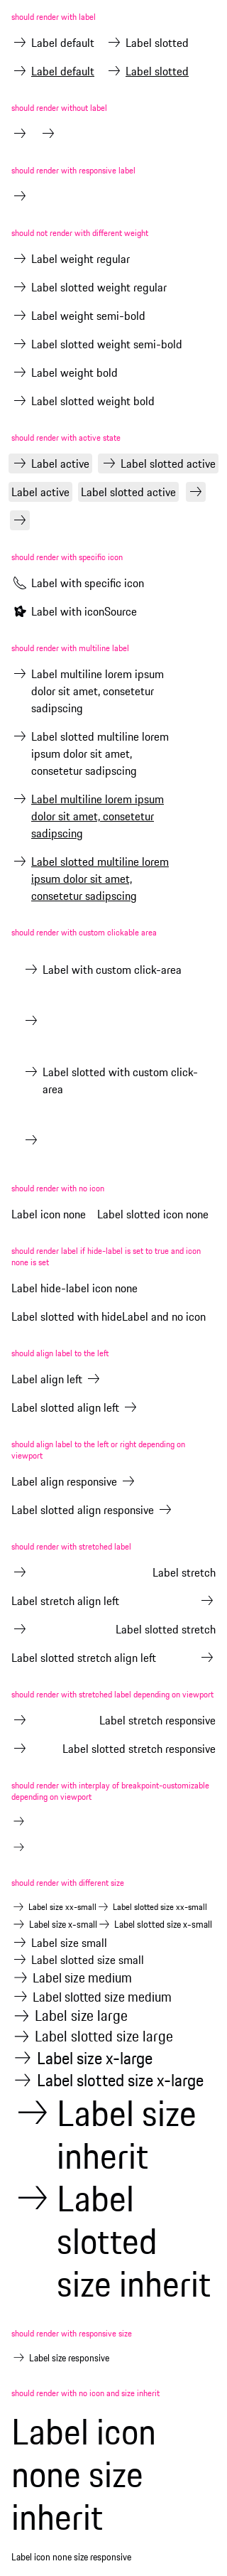 should render with label
Label default Label slotted
Label default Label slotted
should render without label
should render with responsive label
should not render with different weight
Label weight regular
Label slotted weight regular
Label weight semi-bold
Label slotted weight semi-bold
Label weight bold
Label slotted weight bold
should render with active state
Label active Label slotted active
Label active Label slotted active
should render with specific icon
Label with specific icon
Label with iconSource
should render with multiline label
Label multiline lorem ipsum
dolor sit amet, consetetur
sadipscing
Label slotted multiline lorem
ipsum dolor sit amet,
consetetur sadipscing
Label multiline lorem ipsum
dolor sit amet, consetetur
sadipscing
Label slotted multiline lorem
ipsum dolor sit amet,
consetetur sadipscing
should render with custom clickable area
Label with custom click-area
Label slotted with custom click-
area
should render with no icon
Label icon none Label slotted icon none
should render label if hide-label is set to true and icon
none is set
Label hide-label icon none
Label slotted with hideLabel and no icon
should align label to the left
Label align left
Label slotted align left
should align label to the left or right depending on
viewport
Label align responsive
Label slotted align responsive
should render with stretched label
Label stretch
Label stretch align left
Label slotted stretch
Label slotted stretch align left
should render with stretched label depending on viewport
Label stretch responsive
Label slotted stretch responsive
should render with interplay of breakpoint-customizable
depending on viewport
should render with different size
Label size xx-small Label slotted size xx-small
Label size x-small Label slotted size x-small
Label size small
Label slotted size small
Label size medium
Label slotted size medium
Label size large
Label slotted size large
Label size x-large
Label slotted size x-large
Label size
inherit
Label
slotted
size inherit
should render with responsive size
Label size responsive
should render with no icon and size inherit
Label icon
none size
inherit
Label icon none size responsive